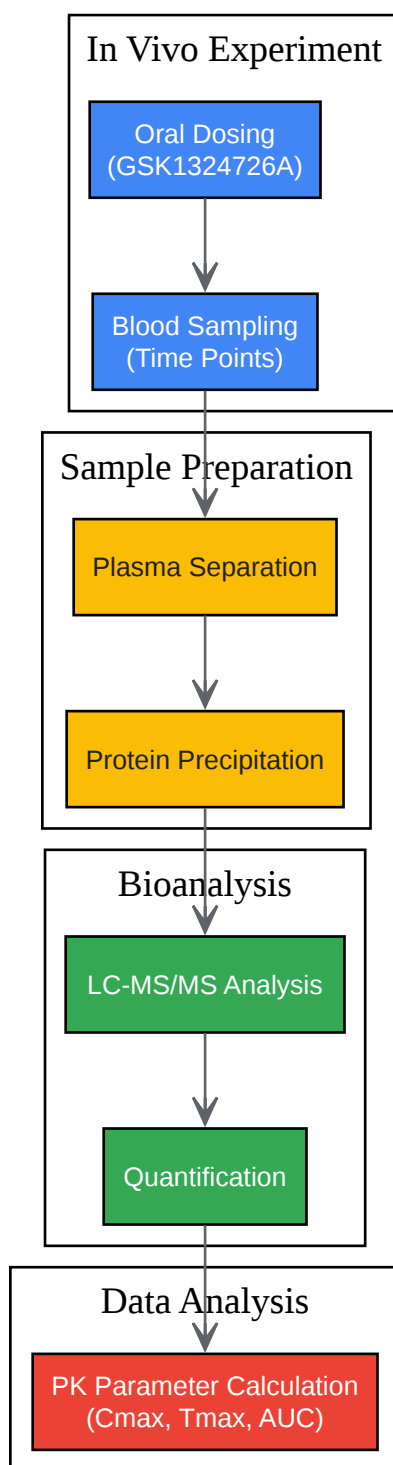 In Vivo Experiment
Oral Dosing
(GSK1324726A)
Blood Sampling
(Time Points)
Sample Preparation
Plasma Separation
Protein Precipitation
Bioanalysis
LC-MS/MS Analysis
Quantification
Data Analysis
PK Parameter Calculation
(Cmax, Tmax, AUC)